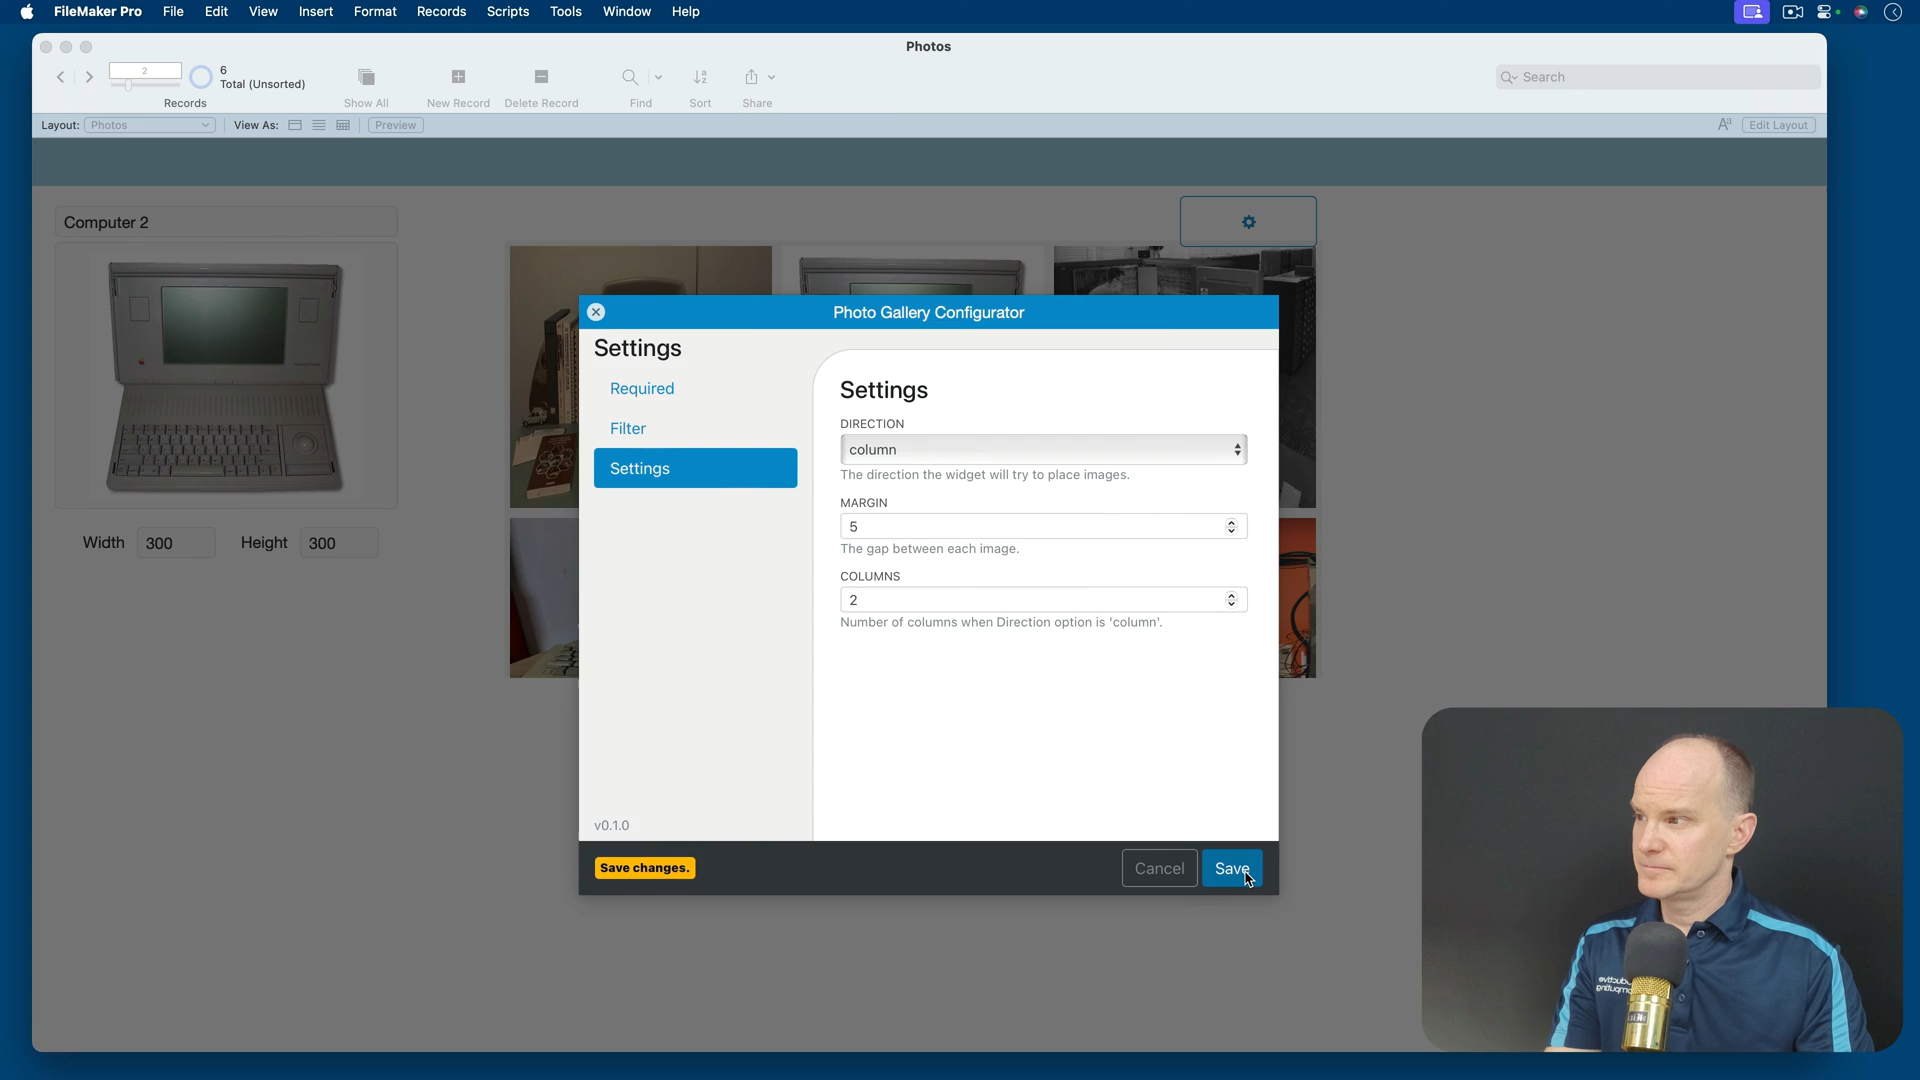 FileMaker Pro File Edit View Insert Format Records Scripts Tools Window Help
Photos
2
6
Total (Unsorted)
Records
Show All
New Record
Delete Record
Find
Sort
Share
Search
Layout: Photos
View As:
Preview
Aa
Edit Layout
Computer 2
Width 300 Height 300
Photo Gallery Configurator
Settings
Required
Filter
Settings
v0.1.0
Settings
DIRECTION
column
The direction the widget will try to place images.
MARGIN
5
The gap between each image.
COLUMNS
2
Number of columns when Direction option is 'column'.
Save changes.
Cancel
Save